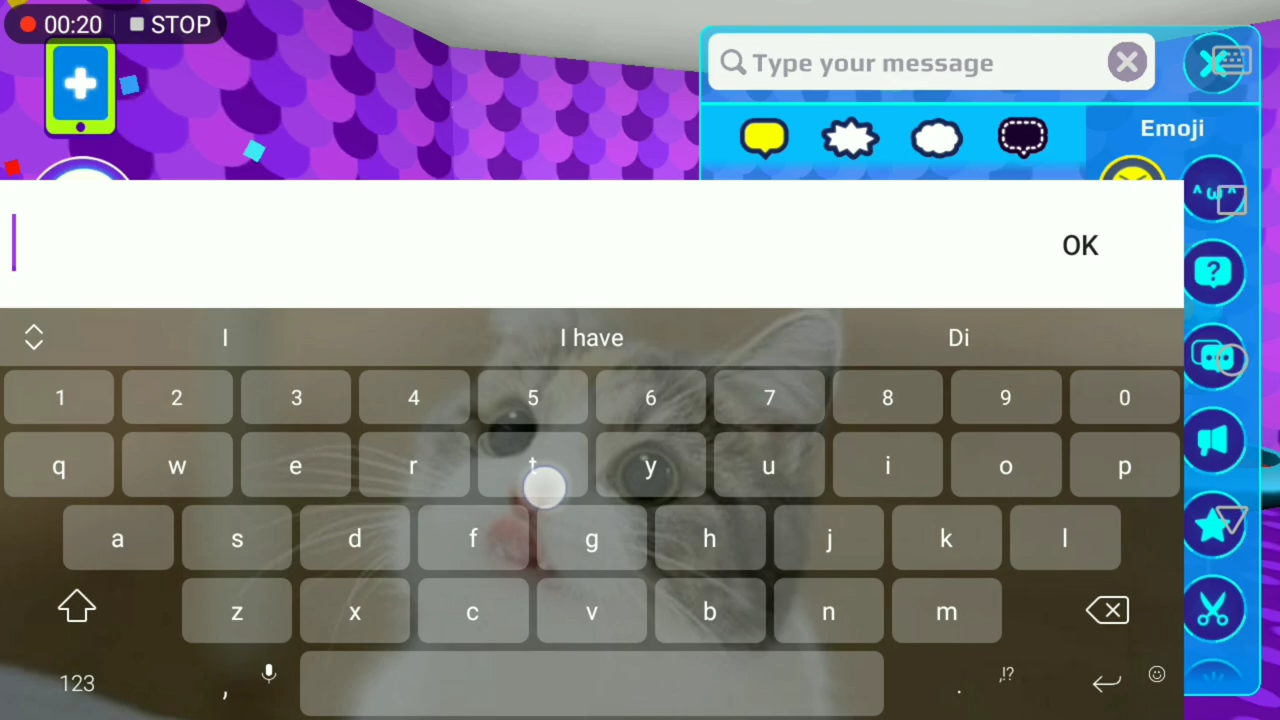 00:20 STOP
Type your message
Emoji
^ω^
?
OK
I I have Di
1 2 3 4 5 6 7 8 9 0
q w e r t y u i o p
a s d f g h j k l
z x c v b n m
123 , . ,!?